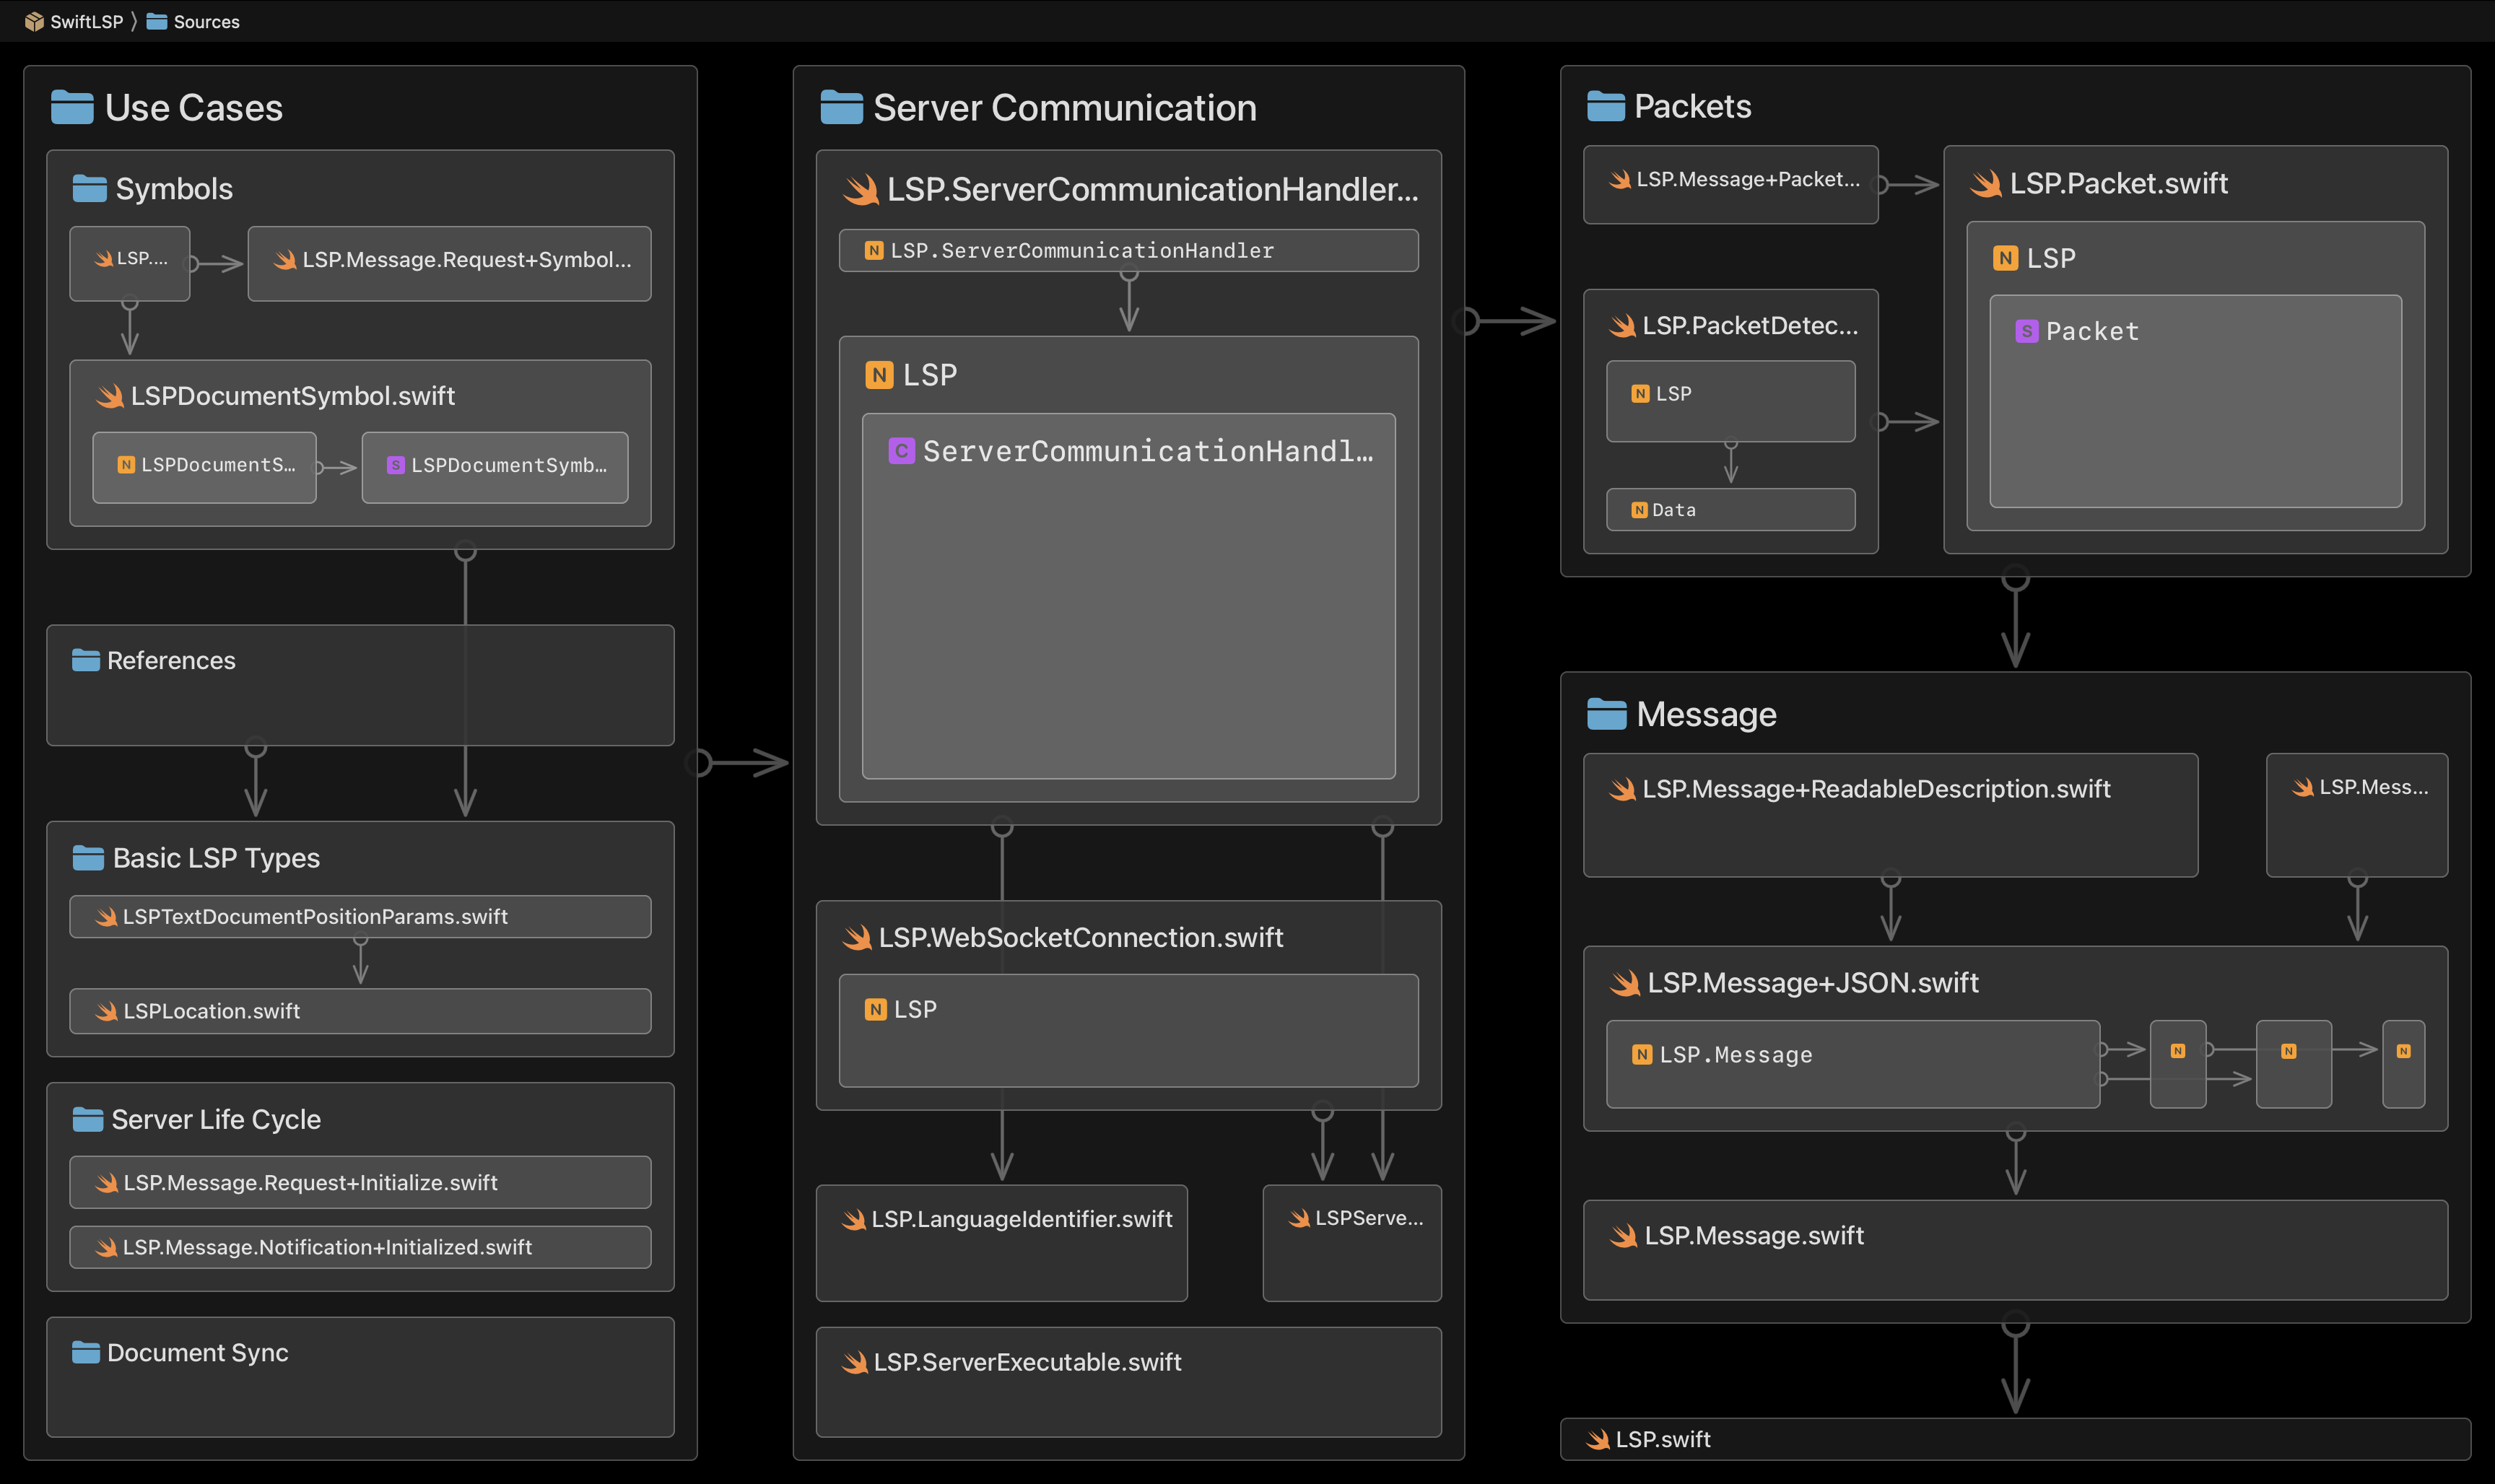 SwiftLSP 〉 Sources
Use Cases
Symbols
LSP....
LSP.Message.Request+Symbol...
LSPDocumentSymbol.swift
N LSPDocumentS...
S LSPDocumentSymb...
References
Basic LSP Types
LSPTextDocumentPositionParams.swift
LSPLocation.swift
Server Life Cycle
LSP.Message.Request+Initialize.swift
LSP.Message.Notification+Initialized.swift
Document Sync
Server Communication
LSP.ServerCommunicationHandler...
N LSP.ServerCommunicationHandler
N LSP
C ServerCommunicationHandl...
LSP.WebSocketConnection.swift
N LSP
LSP.LanguageIdentifier.swift
LSPServe...
LSP.ServerExecutable.swift
Packets
LSP.Message+Packet...
LSP.PacketDetec...
N LSP
N Data
LSP.Packet.swift
N LSP
S Packet
Message
LSP.Message+ReadableDescription.swift
LSP.Mess...
LSP.Message+JSON.swift
N LSP.Message
N
N
N
LSP.Message.swift
LSP.swift